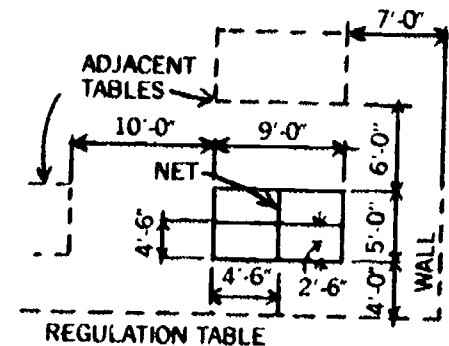 7'-0"
ADJACENT
TABLES
10'-0"
9'-0"
6'-0"
NET
4'-6"
5'-0"
4'-6"
2'-6"
4'-0"
WALL
REGULATION TABLE